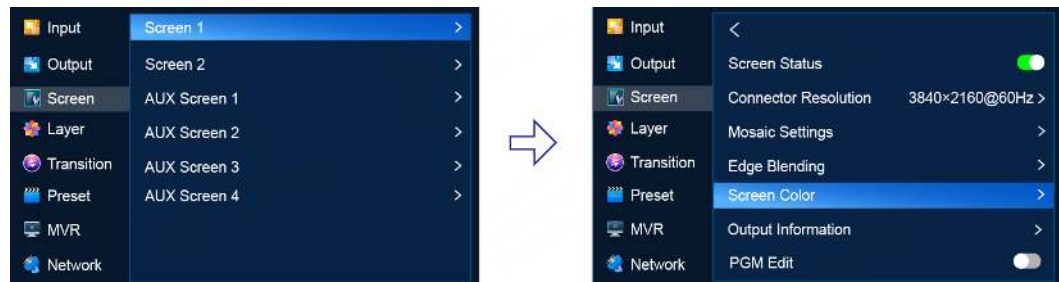 Input
Output
Screen
Layer
Transition
Preset
MVR
Network
Screen 1 >
Screen 2 >
AUX Screen 1 >
AUX Screen 2 >
AUX Screen 3 >
AUX Screen 4 >
Input
Output
Screen
Layer
Transition
Preset
MVR
Network
<
Screen Status
Connector Resolution 3840×2160@60Hz >
Mosaic Settings >
Edge Blending >
Screen Color >
Output Information >
PGM Edit